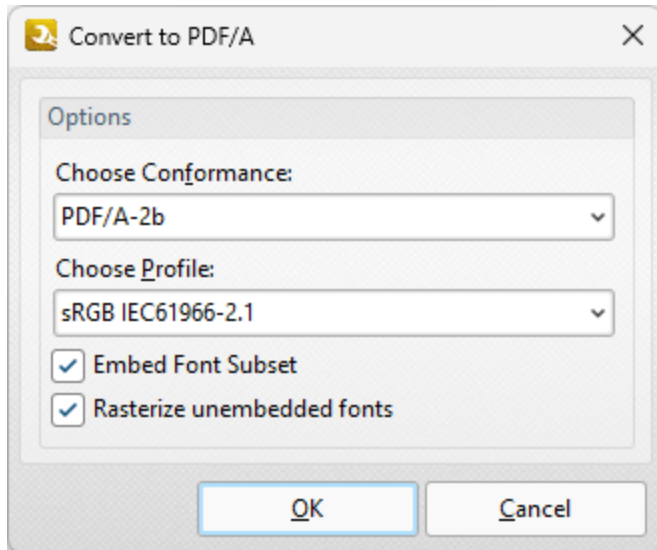 Convert to PDF/A
Options
Choose Conformance:
PDF/A-2b
Choose Profile:
sRGB IEC61966-2.1
Embed Font Subset
Rasterize unembedded fonts
OK
Cancel